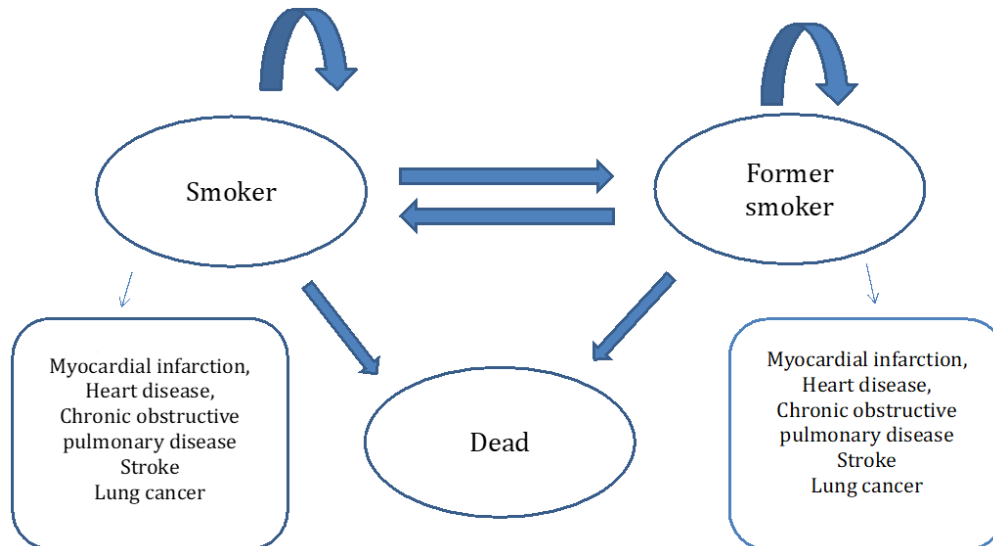 Smoker
Former
smoker
Myocardial infarction,
Heart disease,
Chronic obstructive
pulmonary disease
Stroke
Lung cancer
Dead
Myocardial infarction,
Heart disease,
Chronic obstructive
pulmonary disease
Stroke
Lung cancer